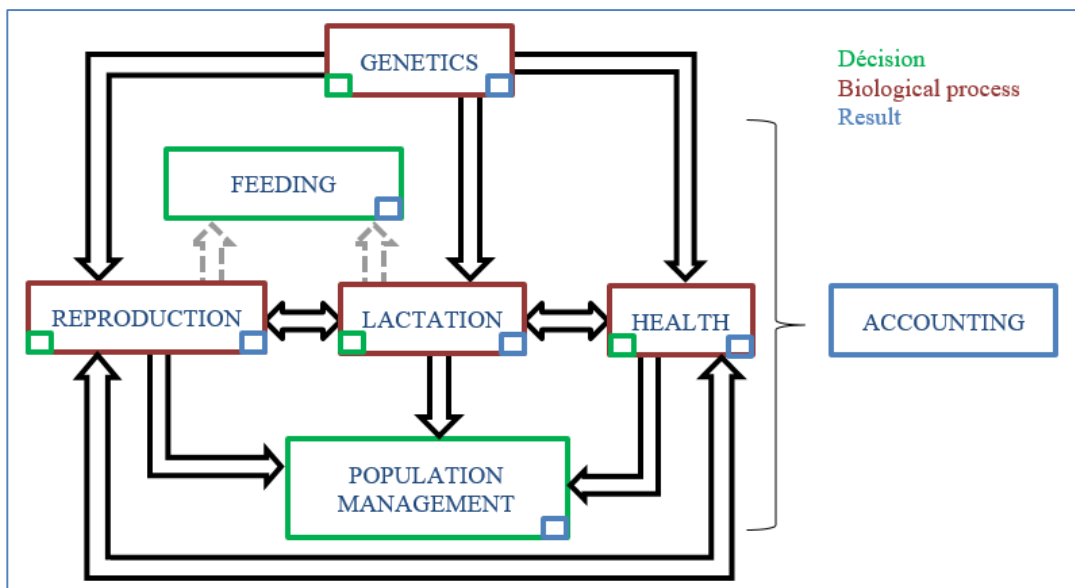 GENETICS
Décision
Biological process
Result
FEEDING
REPRODUCTION
LACTATION
HEALTH
ACCOUNTING
POPULATION
MANAGEMENT